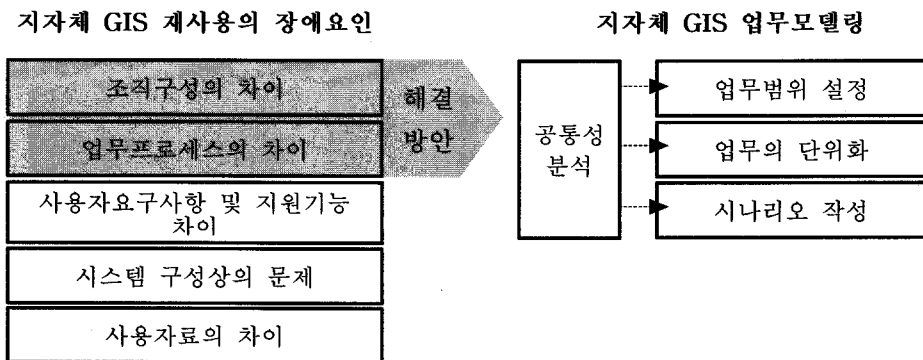 지자체 GIS 재사용의 장애요인
조직구성의 차이
업무프로세스의 차이
사용자요구사항 및 지원기능
차이
시스템 구성상의 문제
사용자료의 차이
해결
방안
지자체 GIS 업무모델링
공통성
분석
업무범위 설정
업무의 단위화
시나리오 작성